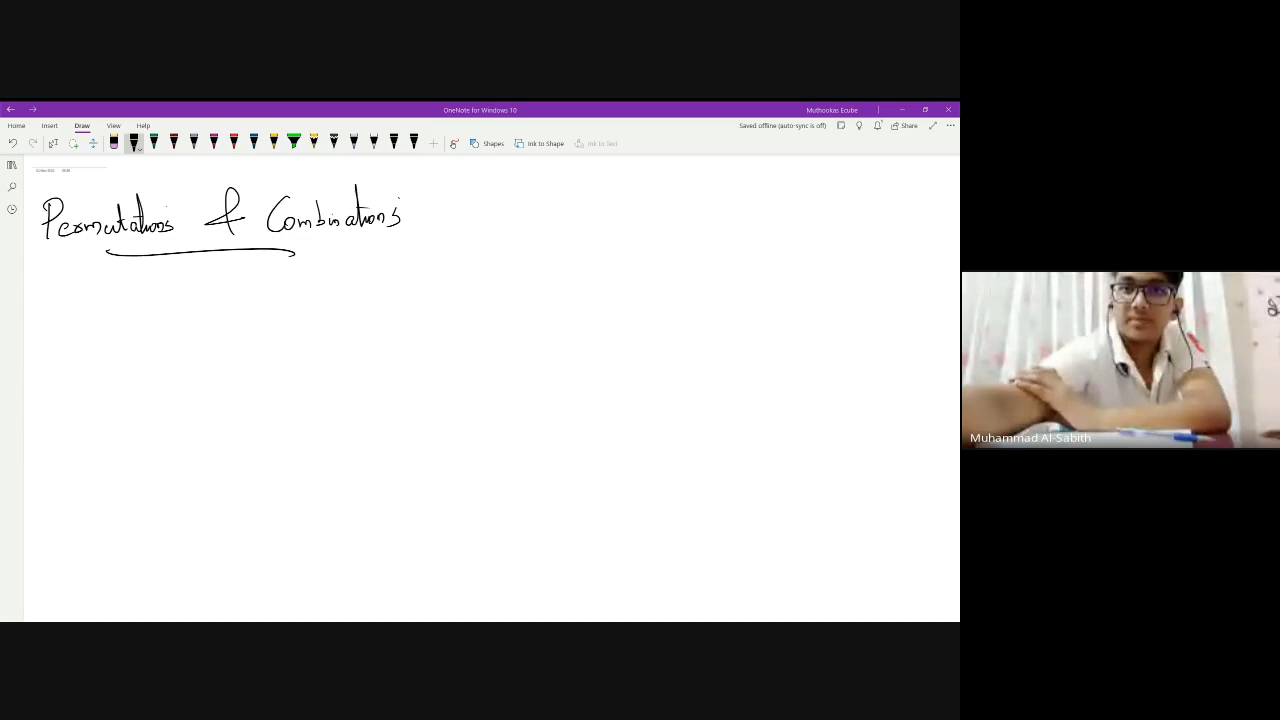 OneNote for Windows 10
Muthookas Ecube
Home Insert Draw View Help
Saved offline (auto-sync is off)
Share
Shapes
Ink to Shape
Ink to Text
Permutations & Combinations
Muhammad Al-Sabith